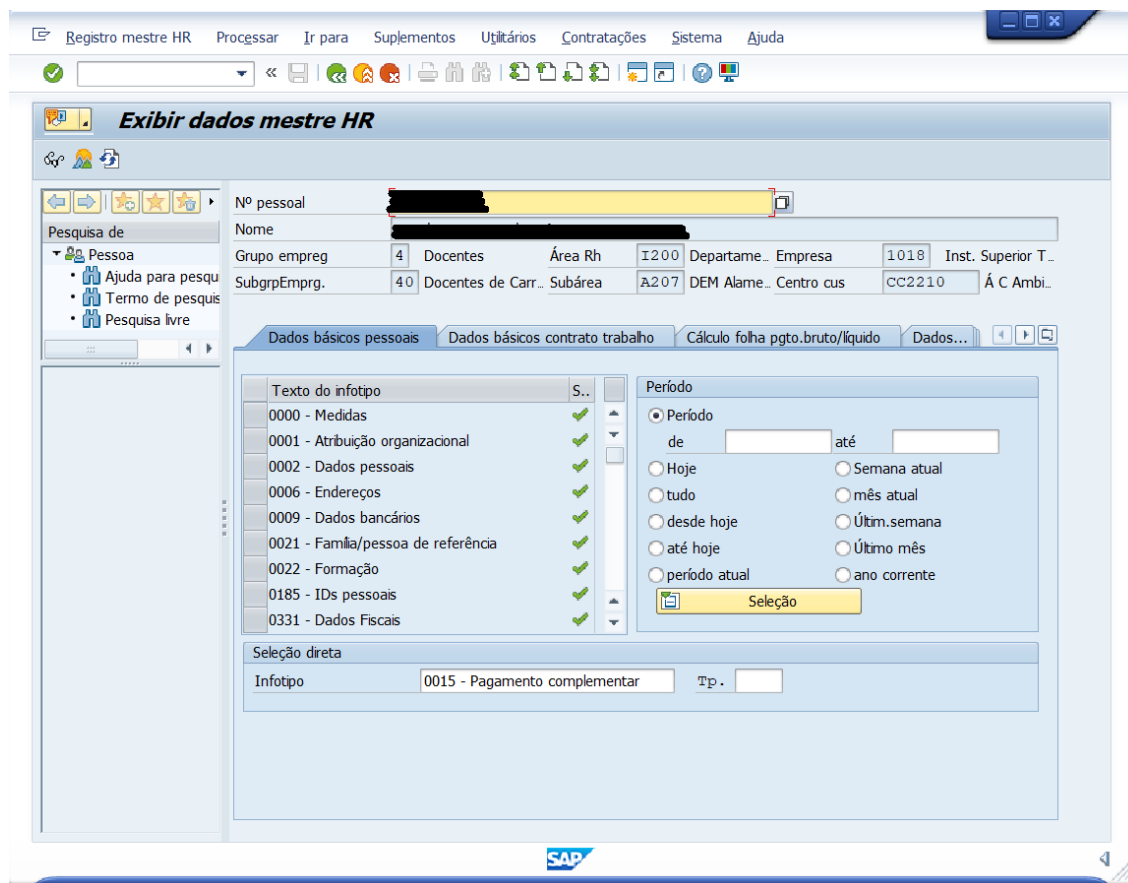 Registro mestre HR Processar Ir para Suplementos Utilitários Contratações Sistema Ajuda
Exibir dados mestre HR
Pesquisa de
Pessoa
Ajuda para pesqu
Termo de pesquis
Pesquisa livre
Nº pessoal
Nome
Grupo empreg 4 Docentes Área Rh I200 Departame.. Empresa 1018 Inst. Superior T..
SubgrpEmprg. 40 Docentes de Carr.. Subárea A207 DEM Alame.. Centro cus CC2210 Á C Ambi..
Dados básicos pessoais Dados básicos contrato trabalho Cálculo folha pgto.bruto/líquido Dados...
Texto do infotipo S..
0000 - Medidas
0001 - Atribuição organizacional
0002 - Dados pessoais
0006 - Endereços
0009 - Dados bancários
0021 - Família/pessoa de referência
0022 - Formação
0185 - IDs pessoais
0331 - Dados Fiscais
Período
Período
de até
Hoje Semana atual
tudo mês atual
desde hoje Últim.semana
até hoje Último mês
período atual ano corrente
Seleção
Seleção direta
Infotipo 0015 - Pagamento complementar Tp.
SAP